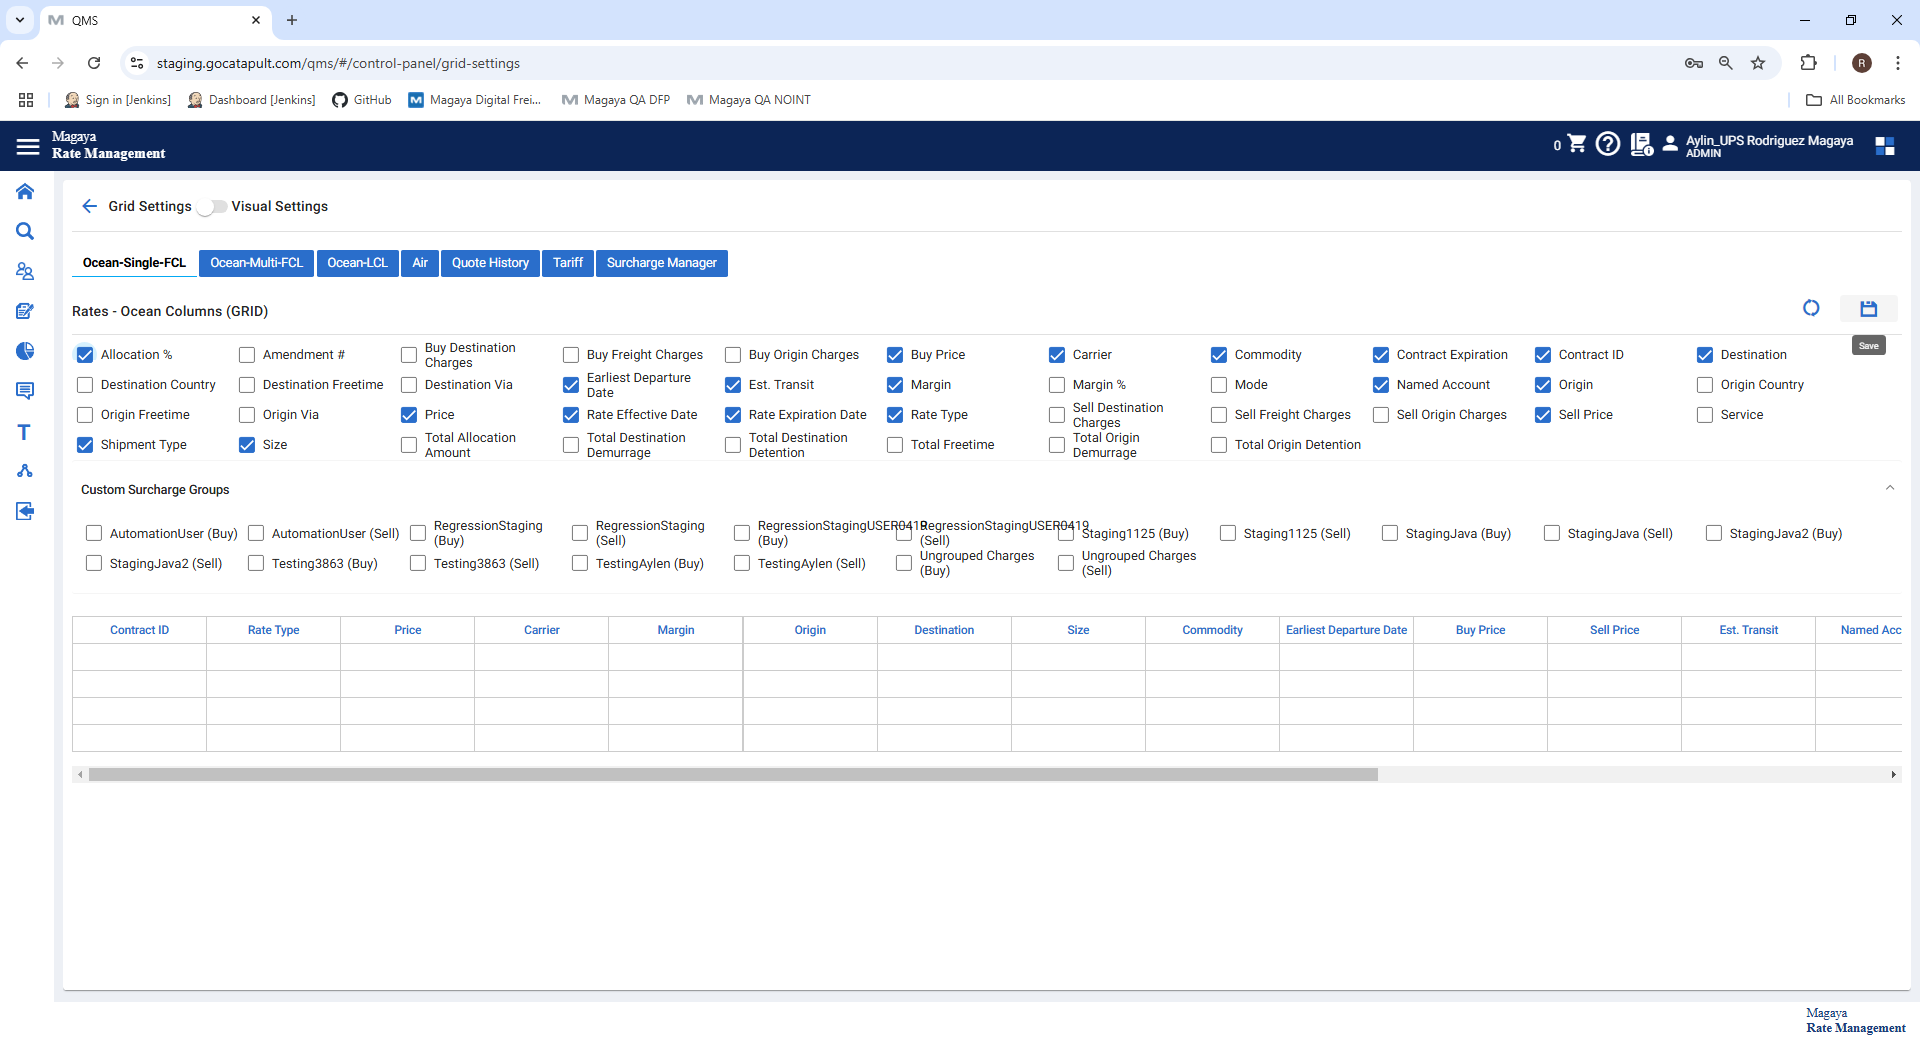 QMS
staging.gocatapult.com/qms/#/control-panel/grid-settings
R
Sign in [Jenkins]
Dashboard [Jenkins]
GitHub
Magaya Digital Frei...
Magaya QA DFP
Magaya QA NOINT
All Bookmarks
Magaya
Rate Management
0
Aylin_UPS Rodriguez Magaya
ADMIN
Grid Settings
Visual Settings
Ocean-Single-FCL
Ocean-Multi-FCL
Ocean-LCL
Air
Quote History
Tariff
Surcharge Manager
Rates - Ocean Columns (GRID)
Save
Allocation %
Amendment #
Buy Destination
Charges
Buy Freight Charges
Buy Origin Charges
Buy Price
Carrier
Commodity
Contract Expiration
Contract ID
Destination
Destination Country
Destination Freetime
Destination Via
Earliest Departure
Date
Est. Transit
Margin
Margin %
Mode
Named Account
Origin
Origin Country
Origin Freetime
Origin Via
Price
Rate Effective Date
Rate Expiration Date
Rate Type
Sell Destination
Charges
Sell Freight Charges
Sell Origin Charges
Sell Price
Service
Shipment Type
Size
Total Allocation
Amount
Total Destination
Demurrage
Total Destination
Detention
Total Freetime
Total Origin
Demurrage
Total Origin Detention
Custom Surcharge Groups
AutomationUser (Buy)
AutomationUser (Sell)
RegressionStaging
(Buy)
RegressionStaging
(Sell)
RegressionStagingUSER0419
(Buy)
RegressionStagingUSER0419
(Sell)
Staging1125 (Buy)
Staging1125 (Sell)
StagingJava (Buy)
StagingJava (Sell)
StagingJava2 (Buy)
StagingJava2 (Sell)
Testing3863 (Buy)
Testing3863 (Sell)
TestingAylen (Buy)
TestingAylen (Sell)
Ungrouped Charges
(Buy)
Ungrouped Charges
(Sell)
Contract ID
Rate Type
Price
Carrier
Margin
Origin
Destination
Size
Commodity
Earliest Departure Date
Buy Price
Sell Price
Est. Transit
Named Acc
Magaya
Rate Management